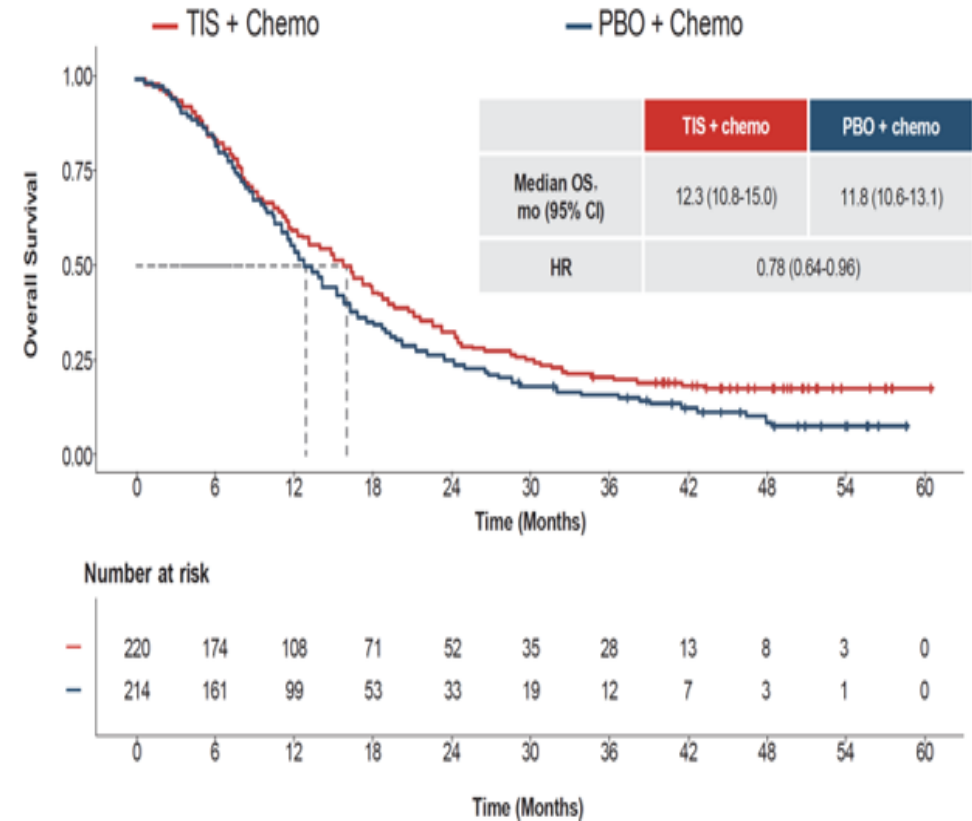 TIS + Chemo PBO + Chemo
TIS + chemo PBO + chemo
Median OS,
mo (95% CI) 12.3 (10.8-15.0) 11.8 (10.6-13.1)
HR 0.78 (0.64-0.96)
Overall Survival
1.00
0.75
0.50
0.25
0.00
0 6 12 18 24 30 36 42 48 54 60
Time (Months)
Number at risk
220 174 108 71 52 35 28 13 8 3 0
214 161 99 53 33 19 12 7 3 1 0
0 6 12 18 24 30 36 42 48 54 60
Time (Months)